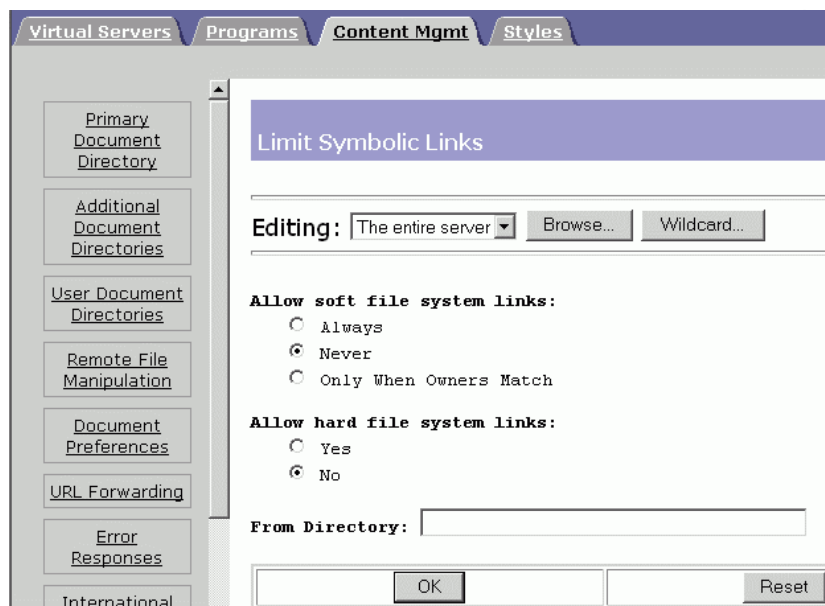 Virtual Servers Programs Content Mgmt Styles
Primary
Document
Directory
Additional
Document
Directories
User Document
Directories
Remote File
Manipulation
Document
Preferences
URL Forwarding
Error
Responses
International
Limit Symbolic Links
Editing: The entire server Browse... Wildcard...
Allow soft file system links:
Always
Never
Only When Owners Match
Allow hard file system links:
Yes
No
From Directory:
OK Reset